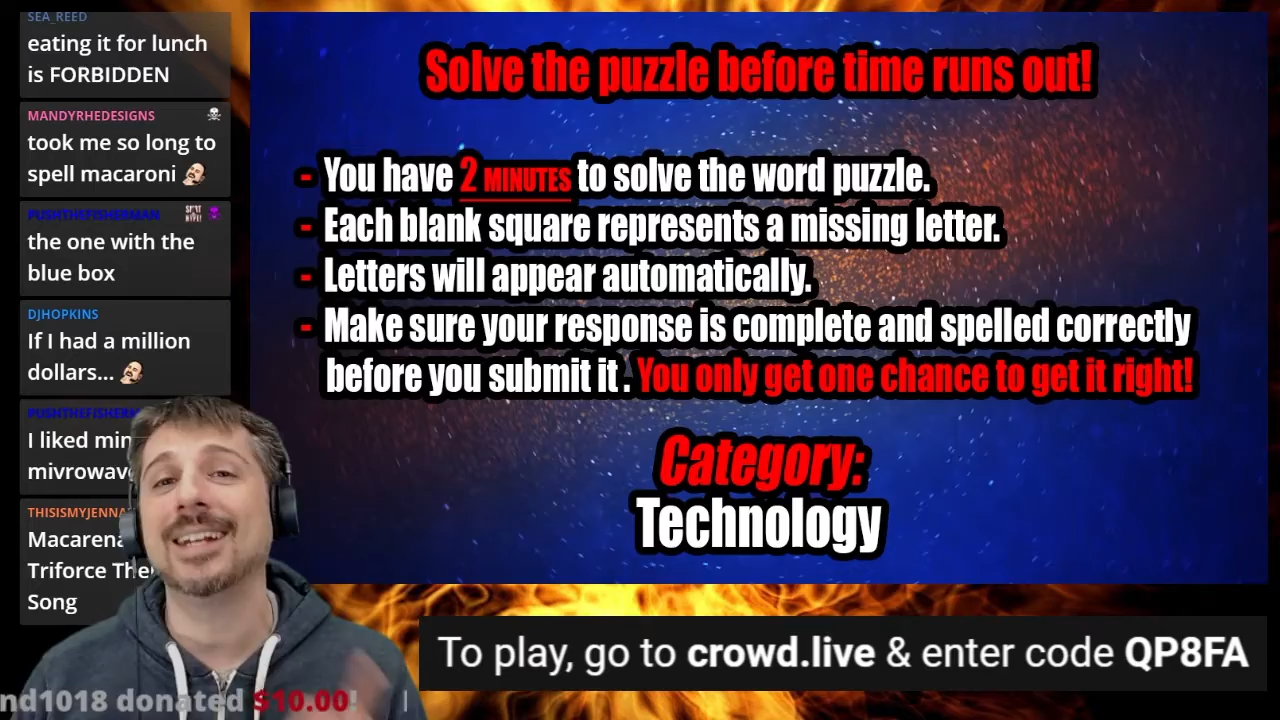 SEA_REED
eating it for lunch
is FORBIDDEN
MANDYRHEDESIGNS
took me so long to
spell macaroni
PUSHTHEFISHERMAN
the one with the
blue box
DJHOPKINS
If I had a million
dollars...
I liked
THISISMYJENNA
Macarena
Triforce
Song
Solve the puzzle before time runs out!
- You have 2 MINUTES to solve the word puzzle.
- Each blank square represents a missing letter.
- Letters will appear automatically.
- Make sure your response is complete and spelled correctly
before you submit it. You only get one chance to get it right!
Category:
Technology
To play, go to crowd.live & enter code QP8FA
nd1018 donated $10.00!